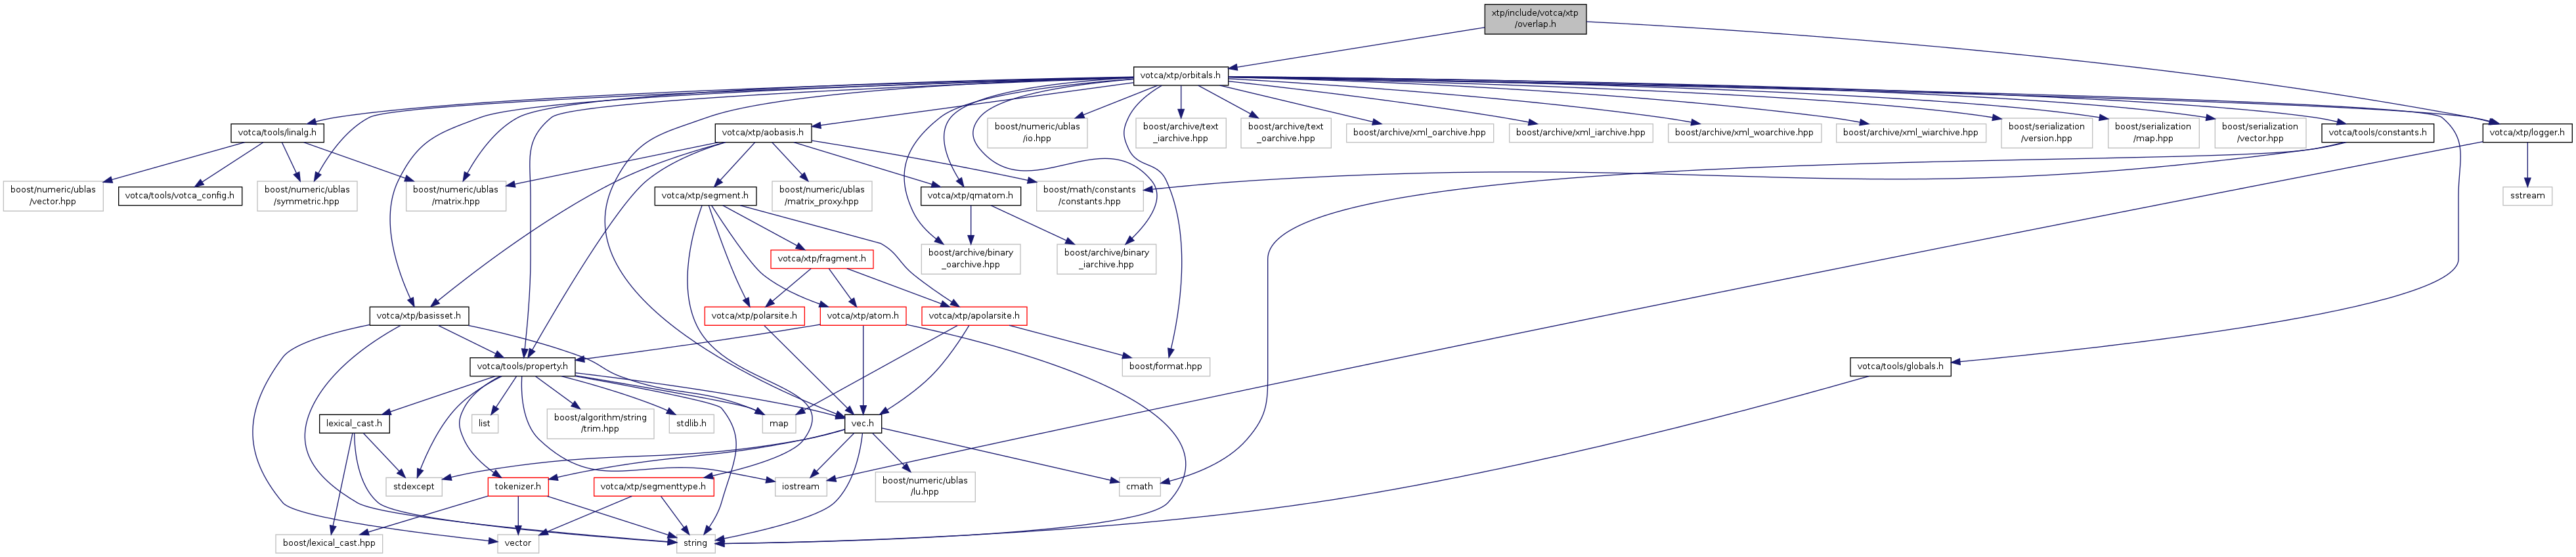 xtp/include/votca/xtp
/overlap.h
votca/xtp/orbitals.h
votca/tools/linalg.h
votca/xtp/aobasis.h
boost/numeric/ublas
/io.hpp
boost/archive/text
_iarchive.hpp
boost/archive/text
_oarchive.hpp
boost/archive/xml_oarchive.hpp
boost/archive/xml_iarchive.hpp
boost/archive/xml_woarchive.hpp
boost/archive/xml_wiarchive.hpp
boost/serialization
/version.hpp
boost/serialization
/map.hpp
boost/serialization
/vector.hpp
votca/tools/constants.h
votca/xtp/logger.h
boost/numeric/ublas
/vector.hpp
votca/tools/votca_config.h
boost/numeric/ublas
/symmetric.hpp
boost/numeric/ublas
/matrix.hpp
votca/xtp/segment.h
boost/numeric/ublas
/matrix_proxy.hpp
votca/xtp/qmatom.h
boost/math/constants
/constants.hpp
sstream
votca/xtp/fragment.h
boost/archive/binary
_oarchive.hpp
boost/archive/binary
_iarchive.hpp
votca/xtp/basisset.h
votca/xtp/polarsite.h
votca/xtp/atom.h
votca/xtp/apolarsite.h
votca/tools/property.h
boost/format.hpp
votca/tools/globals.h
lexical_cast.h
list
boost/algorithm/string
/trim.hpp
stdlib.h
map
vec.h
stdexcept
tokenizer.h
votca/xtp/segmenttype.h
iostream
boost/numeric/ublas
/lu.hpp
cmath
boost/lexical_cast.hpp
vector
string